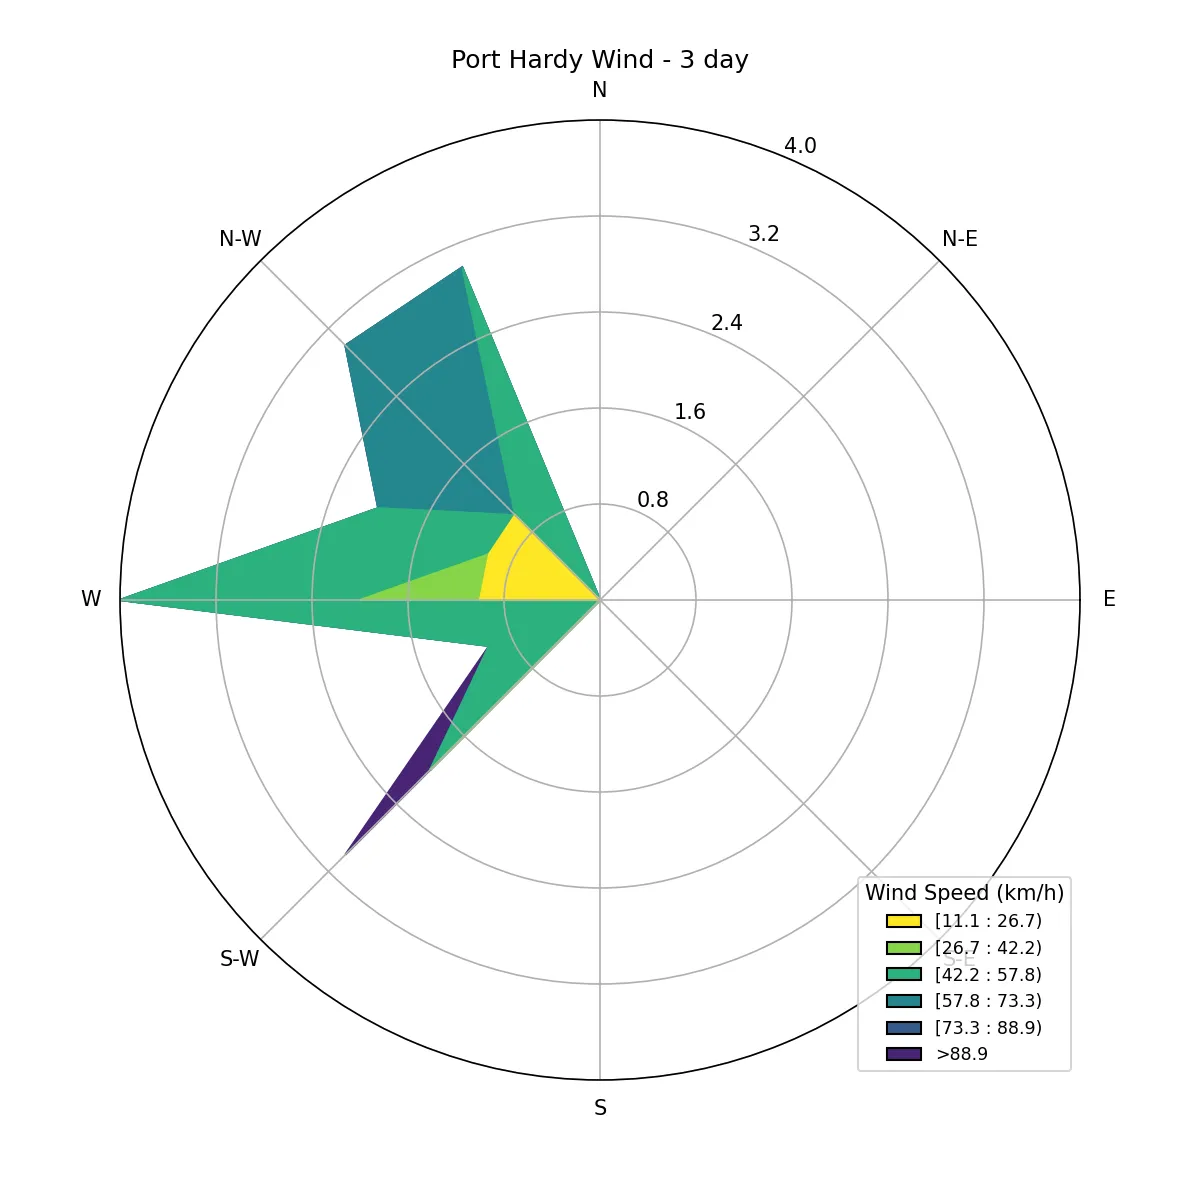 Port Hardy Wind - 3 day
N
4.0
N-W
N-E
3.2
2.4
1.6
0.8
W
E
S-W
S-E
S
Wind Speed (km/h)
[11.1 : 26.7)
[26.7 : 42.2)
[42.2 : 57.8)
[57.8 : 73.3)
[73.3 : 88.9)
>88.9